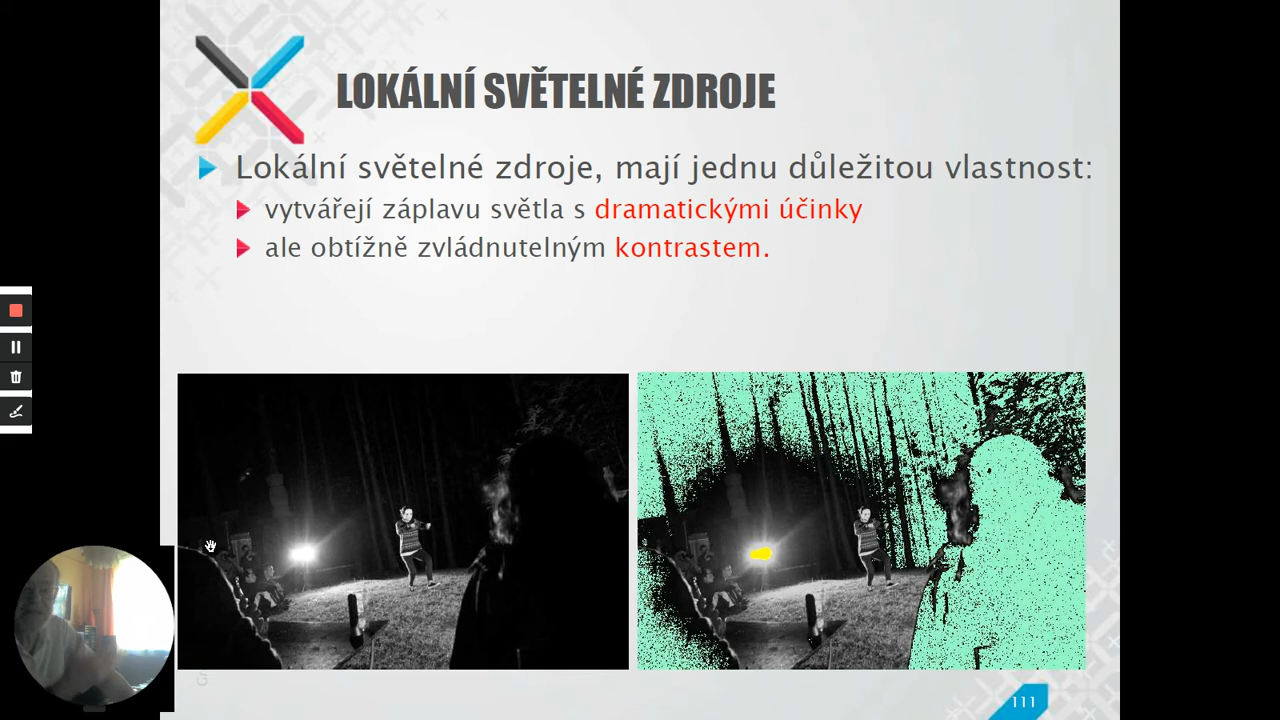 LOKÁLNÍ SVĚTELNÉ ZDROJE
Lokální světelné zdroje, mají jednu důležitou vlastnost:
vytvářejí záplavu světla s dramatickými účinky
ale obtížně zvládnutelným kontrastem.
111